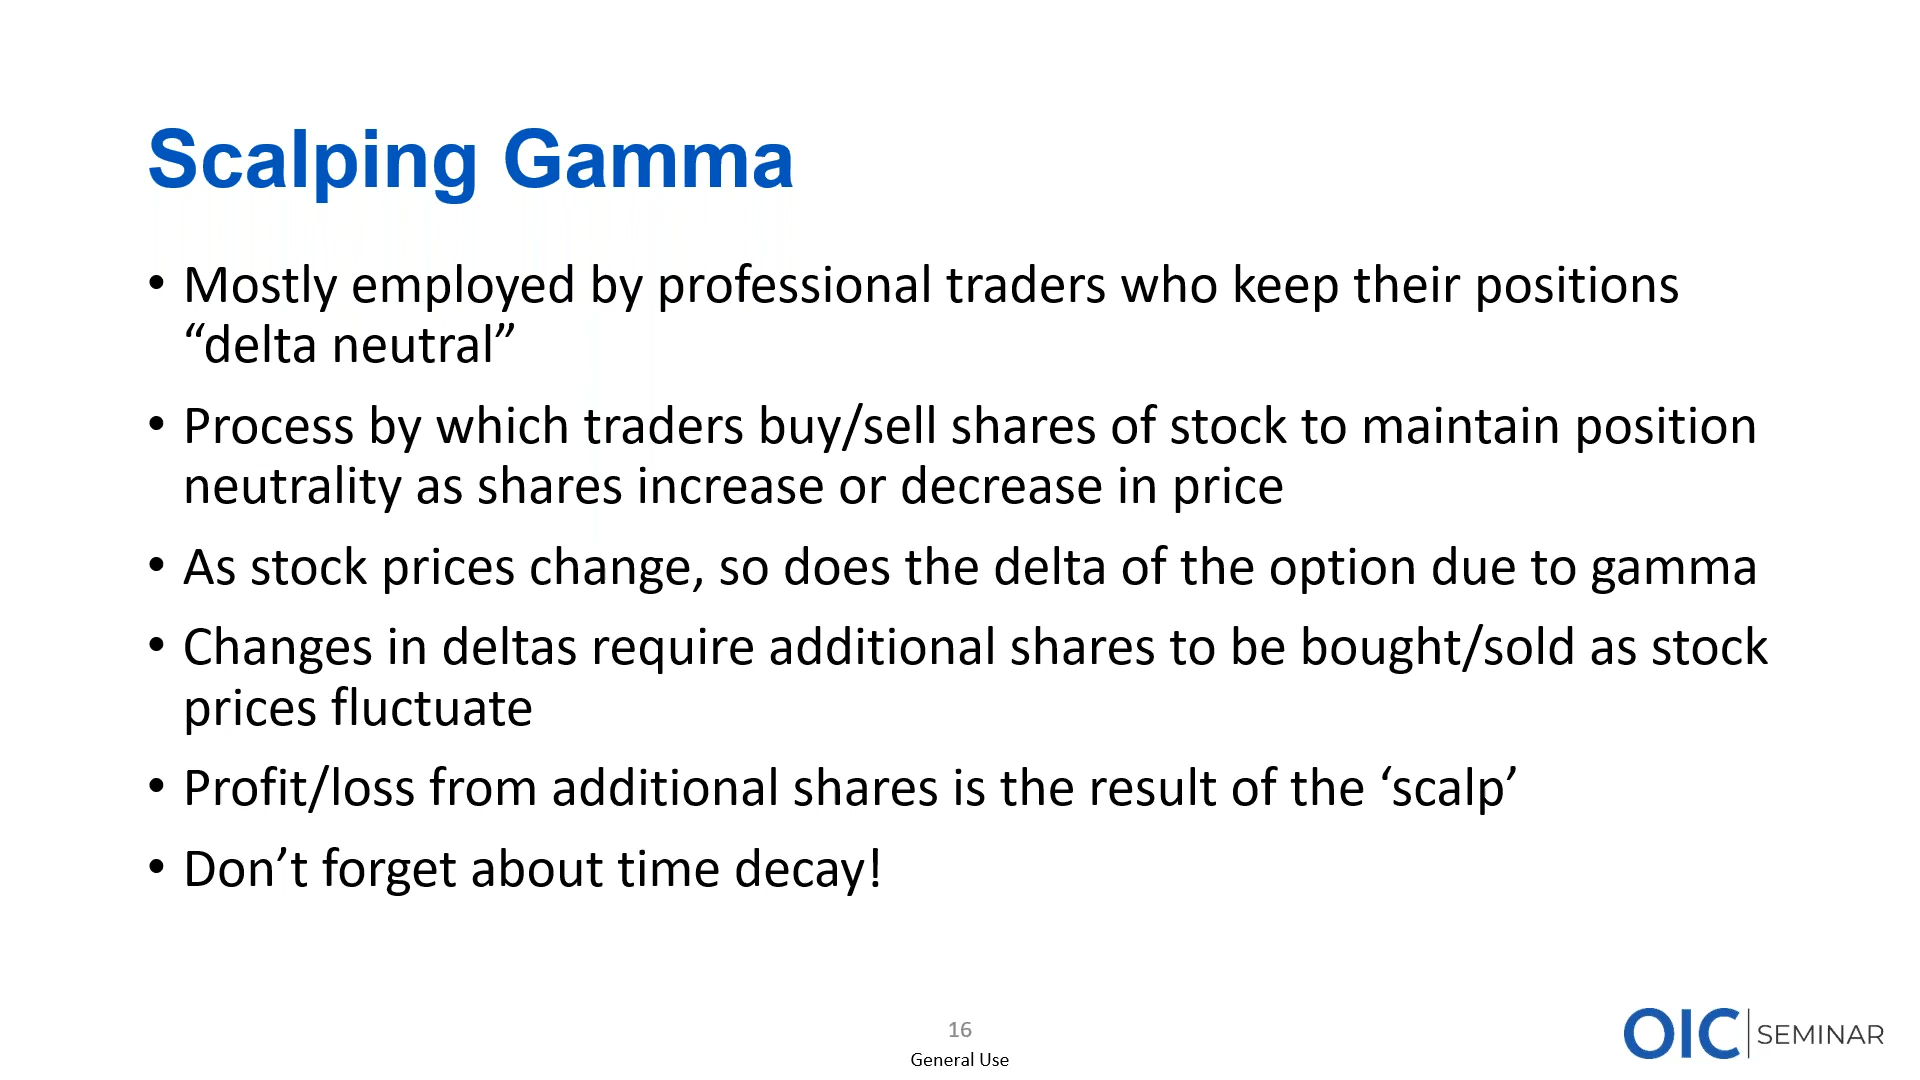 Scalping Gamma
• Mostly employed by professional traders who keep their positions
“delta neutral”
• Process by which traders buy/sell shares of stock to maintain position
neutrality as shares increase or decrease in price
• As stock prices change, so does the delta of the option due to gamma
• Changes in deltas require additional shares to be bought/sold as stock
prices fluctuate
• Profit/loss from additional shares is the result of the ‘scalp’
• Don’t forget about time decay!
16
General Use
OIC|SEMINAR